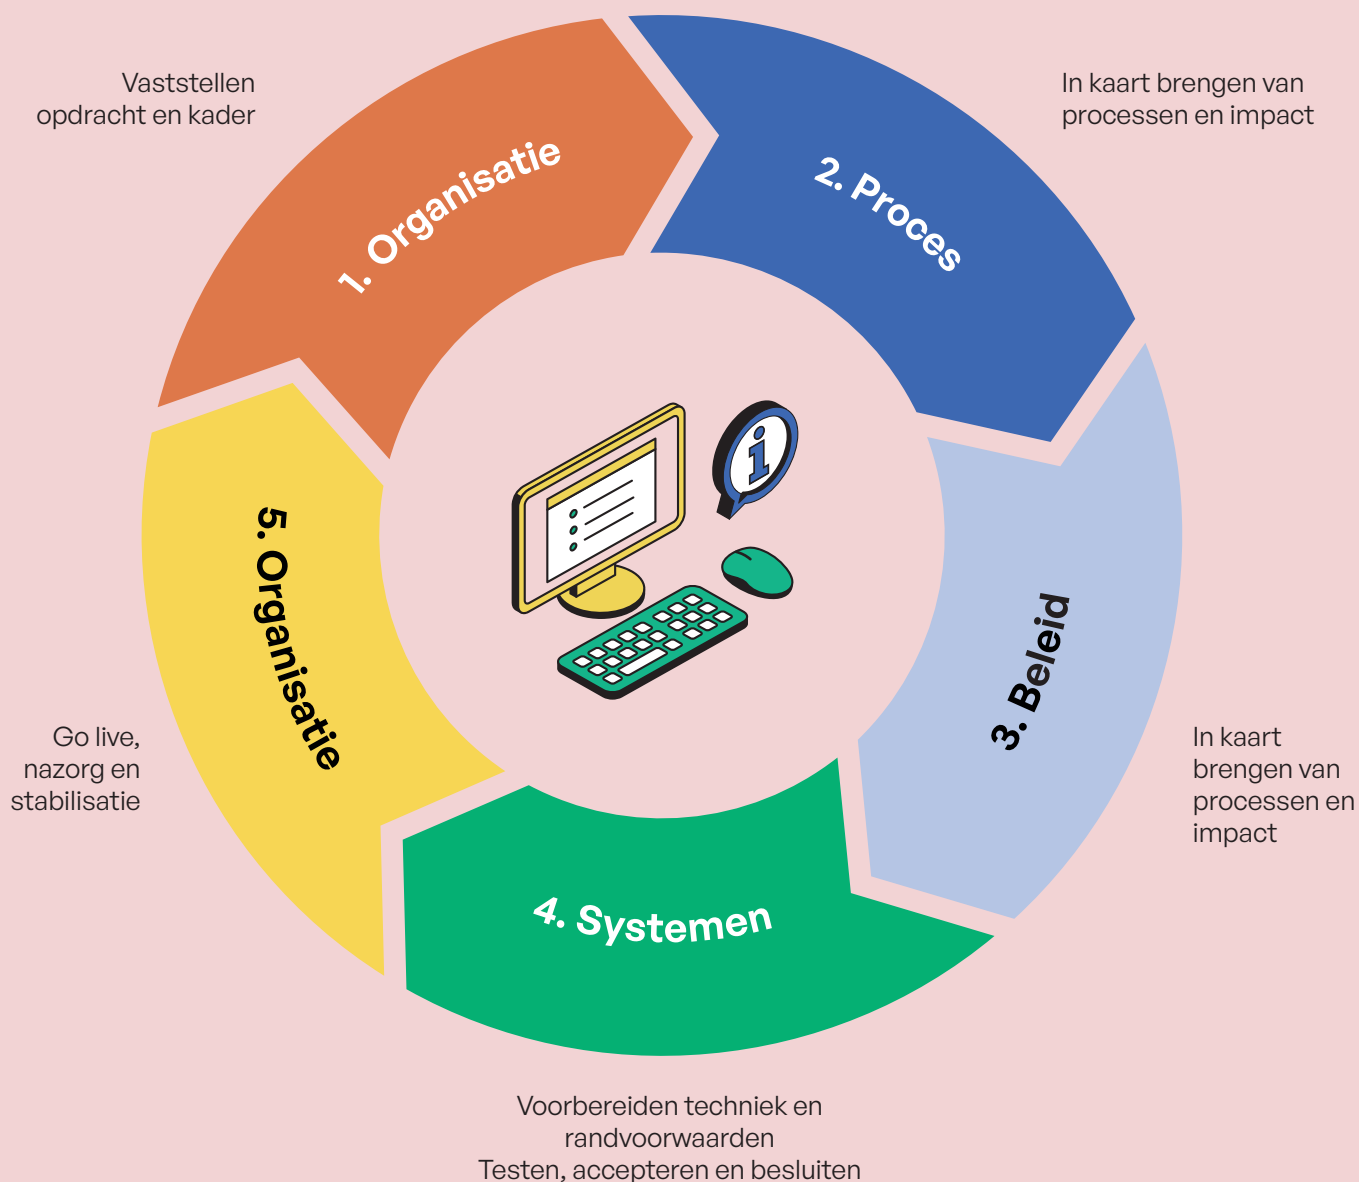 Vaststellen
opdracht en kader
1. Organisatie
2. Proces
In kaart brengen van
processen en impact
3. Beleid
In kaart
brengen van
processen en
impact
4. Systemen
Voorbereiden techniek en
randvoorwaarden
Testen, accepteren en besluiten
5. Organisatie
Go live,
nazorg en
stabilisatie
i